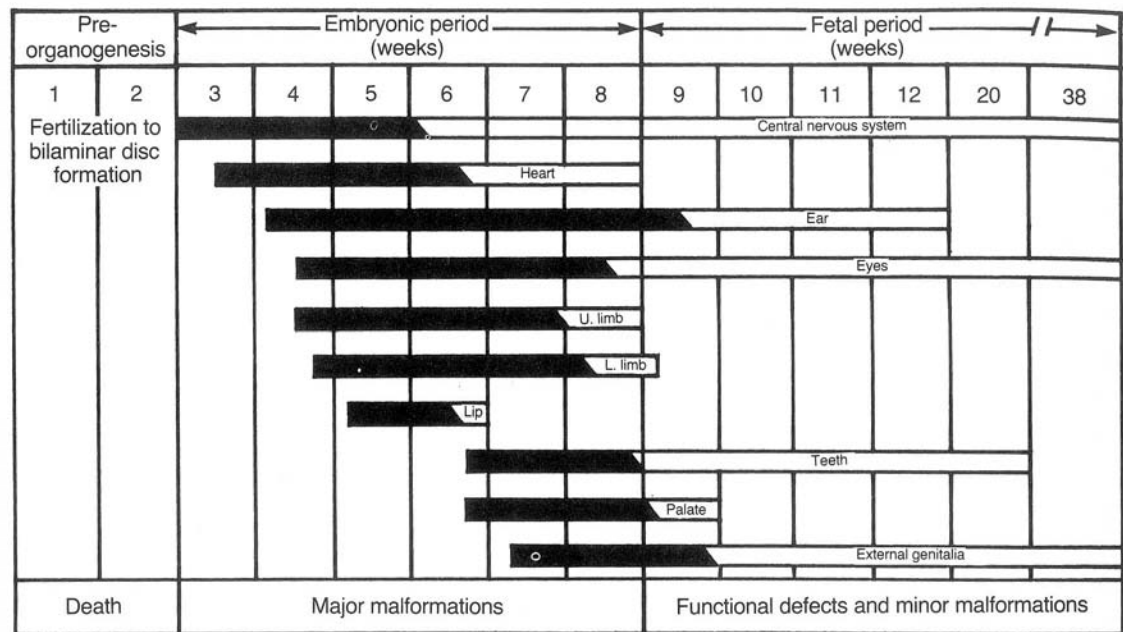 Pre-
organogenesis
Embryonic period
(weeks)
Fetal period
(weeks)
1 2 3 4 5 6 7 8 9 10 11 12 20 38
Fertilization to
bilaminar disc
formation
Central nervous system
Heart
Ear
Eyes
U. limb
L. limb
Lip
Teeth
Palate
External genitalia
Death
Major malformations
Functional defects and minor malformations